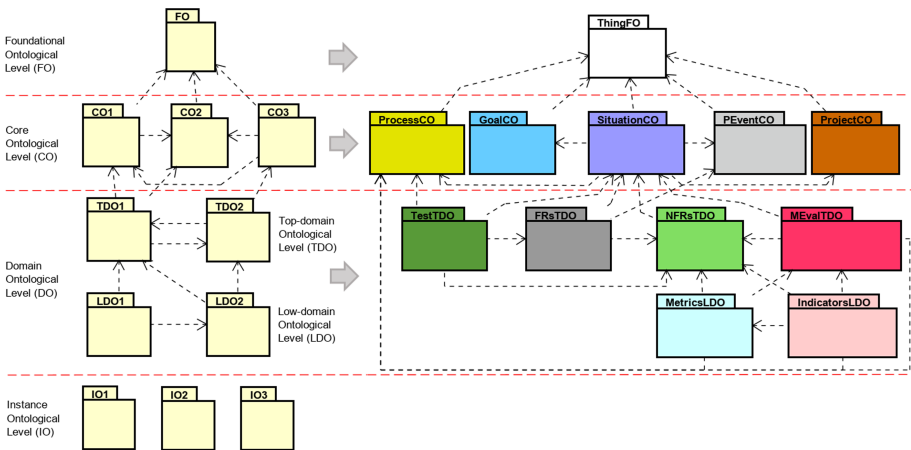 FO
ThingFO
Foundational
Ontological
Level (FO)
CO1
CO2
CO3
ProcessCO
GoalCO
SituationCO
PEventCO
ProjectCO
Core
Ontological
Level (CO)
TDO1
TDO2
Top-domain
Ontological
Level (TDO)
TestTDO
FRsTDO
NFRsTDO
MEvalTDO
Domain
Ontological
Level (DO)
LDO1
LDO2
Low-domain
Ontological
Level (LDO)
MetricsLDO
IndicatorsLDO
IO1
IO2
IO3
Instance
Ontological
Level (IO)